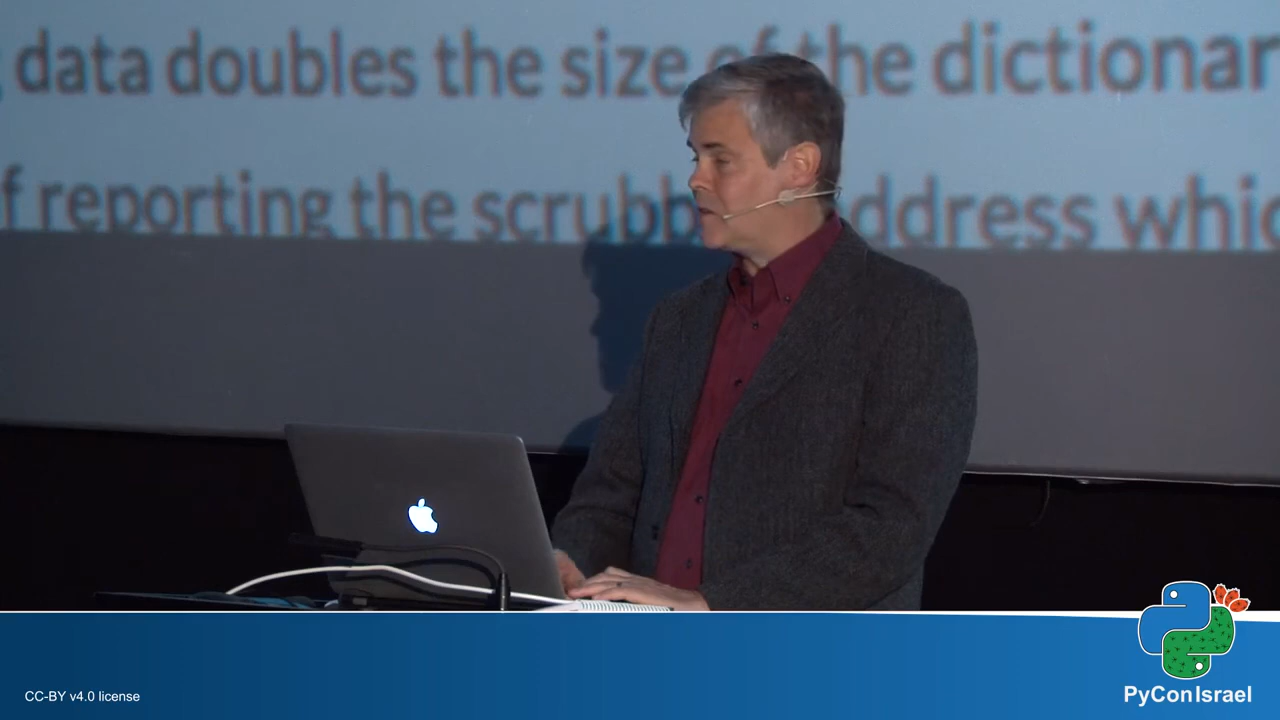 data doubles the size of the dictionar
f reporting the scrubb ddress whic
CC-BY v4.0 license
PyConIsrael